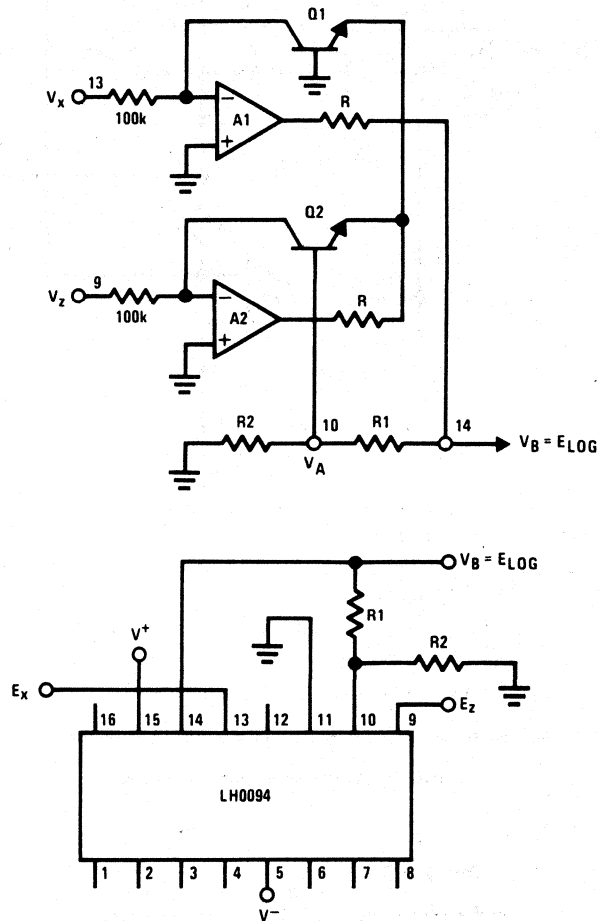 Q1
Vx 13
100k
A1
−
+
R
Q2
Vz 9
100k
A2
−
+
R
R2 10 R1 14
VA
VB = ELOG
VB = ELOG
R1
R2
V+
Ex
Ez
16 15 14 13 12 11 10 9
LH0094
1 2 3 4 5 6 7 8
V−